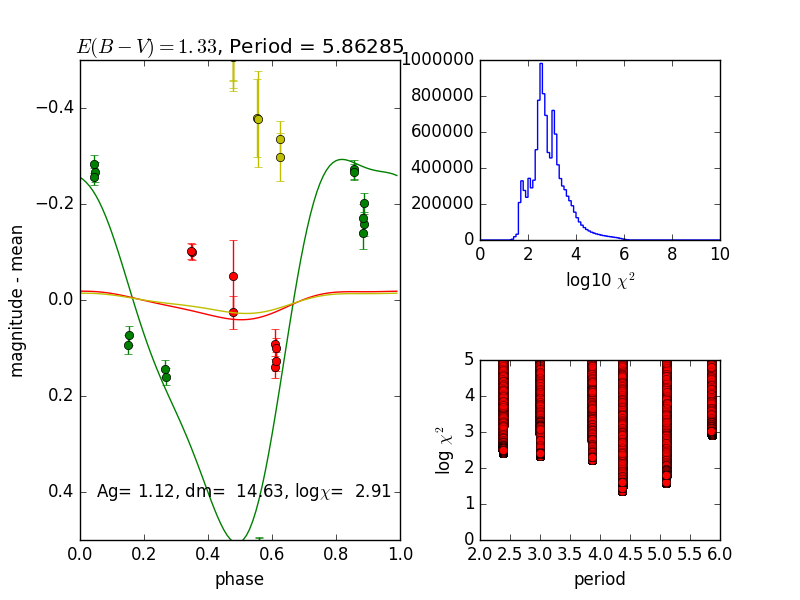 E(B − V) = 1.33, Period = 5.86285
−0.4
−0.2
0.0
0.2
0.4
0.0 0.2 0.4 0.6 0.8 1.0
magnitude - mean
phase
Ag= 1.12, dm= 14.63, logχ= 2.91
1000000
800000
600000
400000
200000
0
0 2 4 6 8 10
log10 χ²
5
4
3
2
1
0
2.0 2.5 3.0 3.5 4.0 4.5 5.0 5.5 6.0
log χ²
period